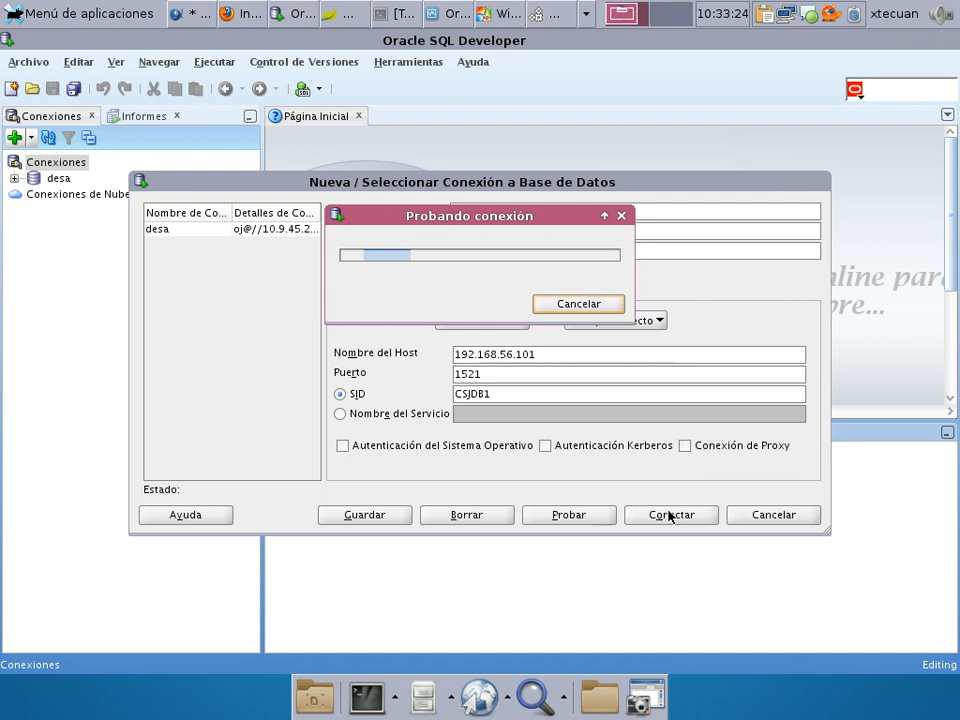 Menú de aplicaciones
* ...
In...
Or...
...
[T...
Or...
Wi...
...
10:33:24
xtecuan
Oracle SQL Developer
Archivo Editar Ver Navegar Ejecutar Control de Versiones Herramientas Ayuda
Conexiones
Informes
Página Inicial
Conexiones
desa
Conexiones de Nube
nline par
bre...
Nueva / Seleccionar Conexión a Base de Datos
Nombre de Co... Detalles de Co...
desa oj@//10.9.45.2...
Probando conexión
Cancelar
ecto
Nombre del Host 192.168.56.101
Puerto 1521
SID CSJDB1
Nombre del Servicio
Autenticación del Sistema Operativo Autenticación Kerberos Conexión de Proxy
Estado:
Ayuda Guardar Borrar Probar Conectar Cancelar
Conexiones
Editing